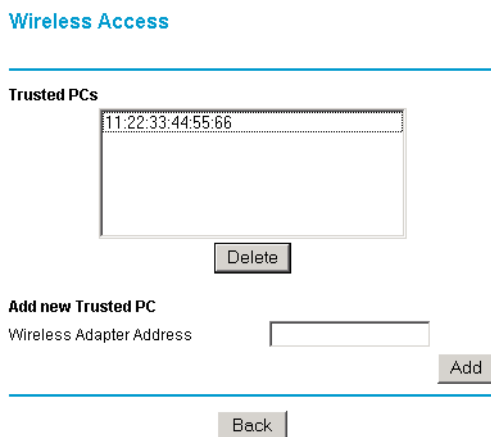 Wireless Access
Trusted PCs
11:22:33:44:55:66
Delete
Add new Trusted PC
Wireless Adapter Address
Add
Back